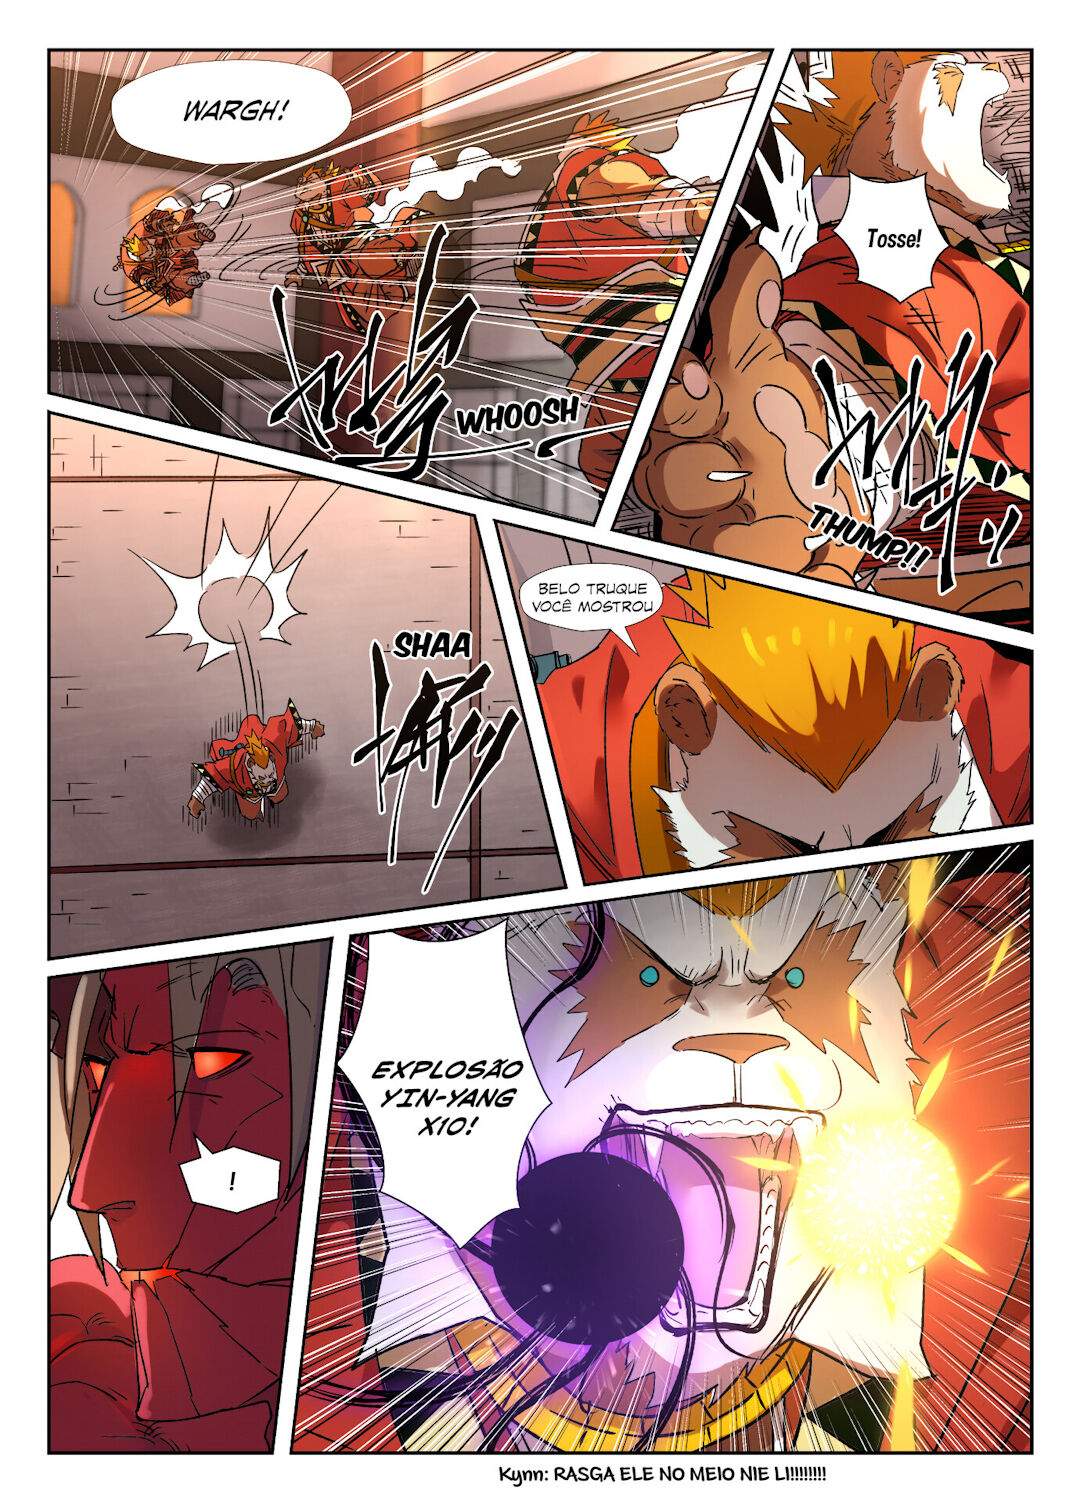 WARGH!
Tosse!
WHOOSH
THUMP!!
SHAA
BELO TRUQUE
VOCÊ MOSTROU
!
EXPLOSÃO
YIN-YANG
X10!
Kynn: RASGA ELE NO MEIO NIE LI!!!!!!!!